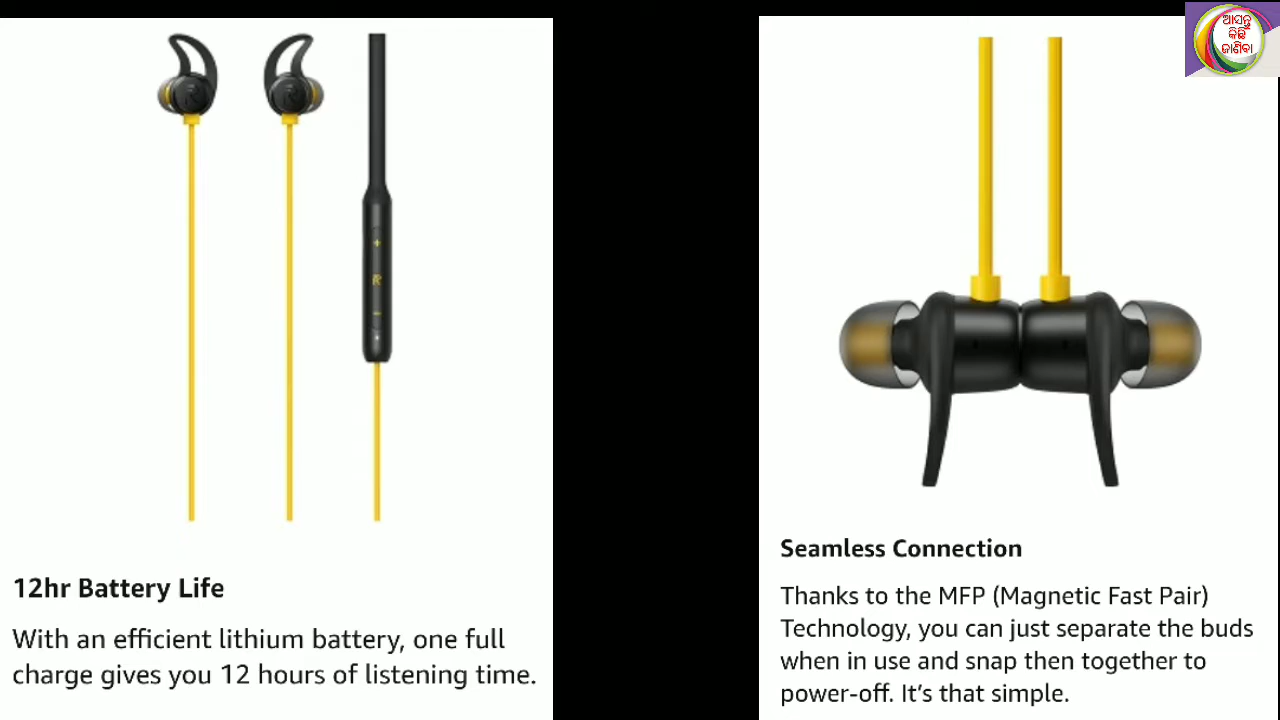 ଆସନ୍ତୁ
କିଛି
ଜାଣିବା
12hr Battery Life
With an efficient lithium battery, one full
charge gives you 12 hours of listening time.
Seamless Connection
Thanks to the MFP (Magnetic Fast Pair)
Technology, you can just separate the buds
when in use and snap then together to
power-off. It's that simple.